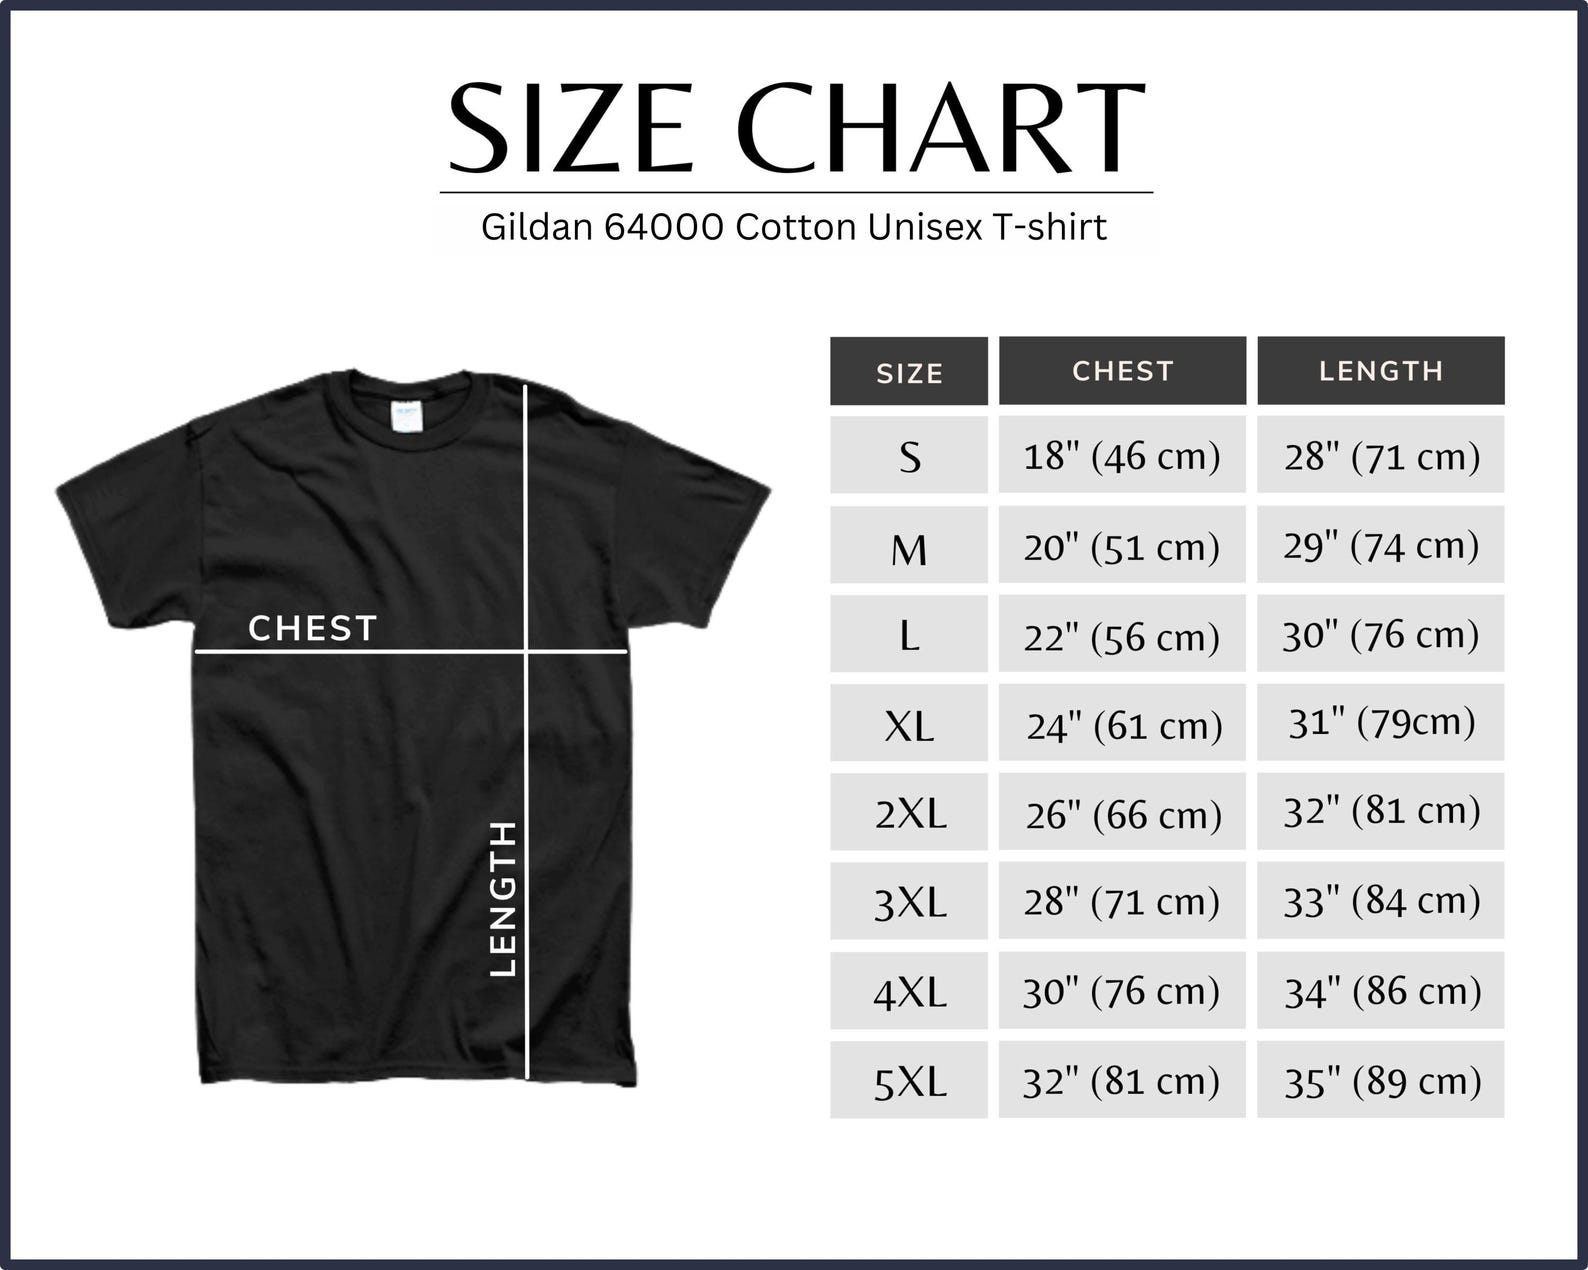 SIZE CHART
Gildan 64000 Cotton Unisex T-shirt
CHEST
LENGTH
SIZE CHEST LENGTH
S 18" (46 cm) 28" (71 cm)
M 20" (51 cm) 29" (74 cm)
L 22" (56 cm) 30" (76 cm)
XL 24" (61 cm) 31" (79cm)
2XL 26" (66 cm) 32" (81 cm)
3XL 28" (71 cm) 33" (84 cm)
4XL 30" (76 cm) 34" (86 cm)
5XL 32" (81 cm) 35" (89 cm)